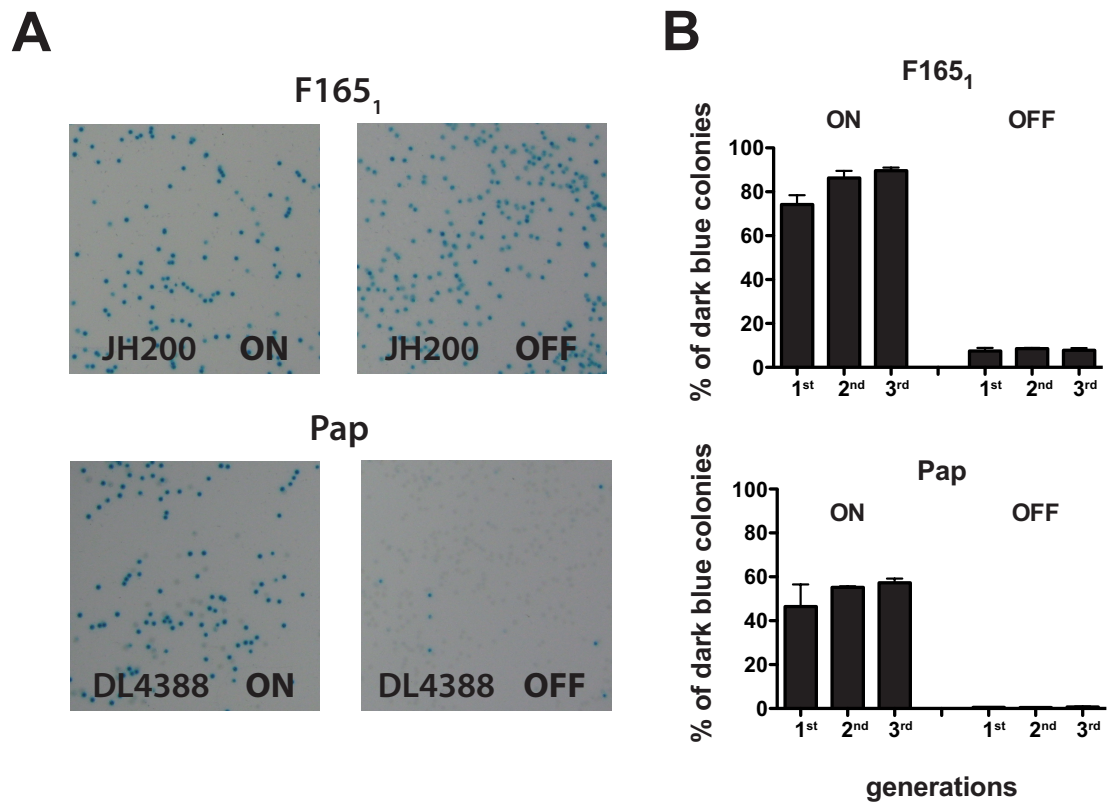 A
F165₁
JH200 ON
JH200 OFF
Pap
DL4388 ON
DL4388 OFF
B
F165₁
ON OFF
% of dark blue colonies
100
80
60
40
20
0
1st 2nd 3rd 1st 2nd 3rd
Pap
ON OFF
% of dark blue colonies
100
80
60
40
20
0
1st 2nd 3rd 1st 2nd 3rd
generations